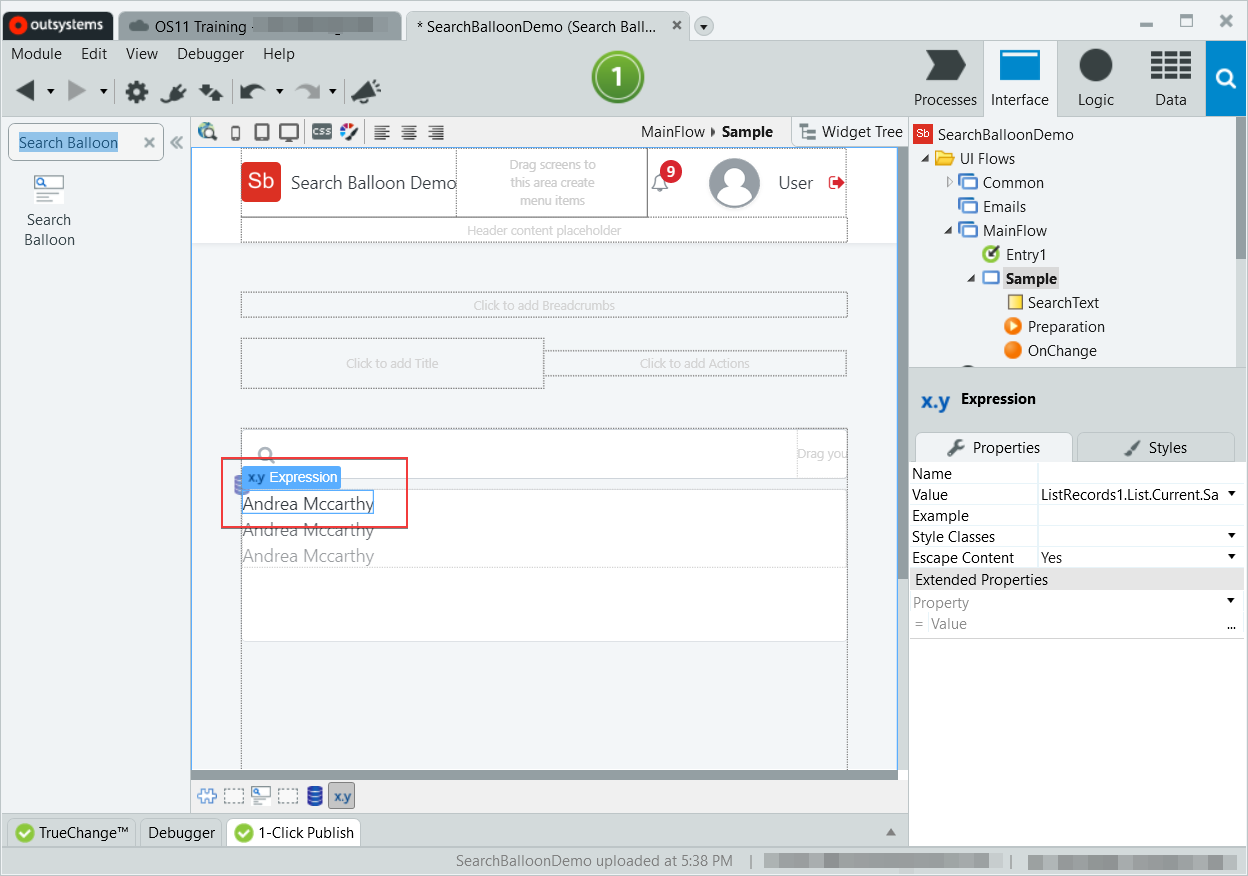 outsystems
OS11 Training
* SearchBalloonDemo (Search Ball...
Module Edit View Debugger Help
1
Processes Interface Logic Data
Search Balloon
CSS
MainFlow Sample
Widget Tree
Search
Balloon
Sb
Search Balloon Demo
Drag screens to
this area create
menu items
9
User
Header content placeholder
Click to add Breadcrumbs
Click to add Title
Click to add Actions
Drag you
x.y Expression
Andrea Mccarthy
Andrea Mccarthy
Andrea Mccarthy
x.y
Sb SearchBalloonDemo
UI Flows
Common
Emails
MainFlow
Entry1
Sample
SearchText
Preparation
OnChange
x.y Expression
Properties Styles
Name
Value ListRecords1.List.Current.Sa
Example
Style Classes
Escape Content Yes
Extended Properties
Property
= Value ...
TrueChange™ Debugger 1-Click Publish
SearchBalloonDemo uploaded at 5:38 PM | |